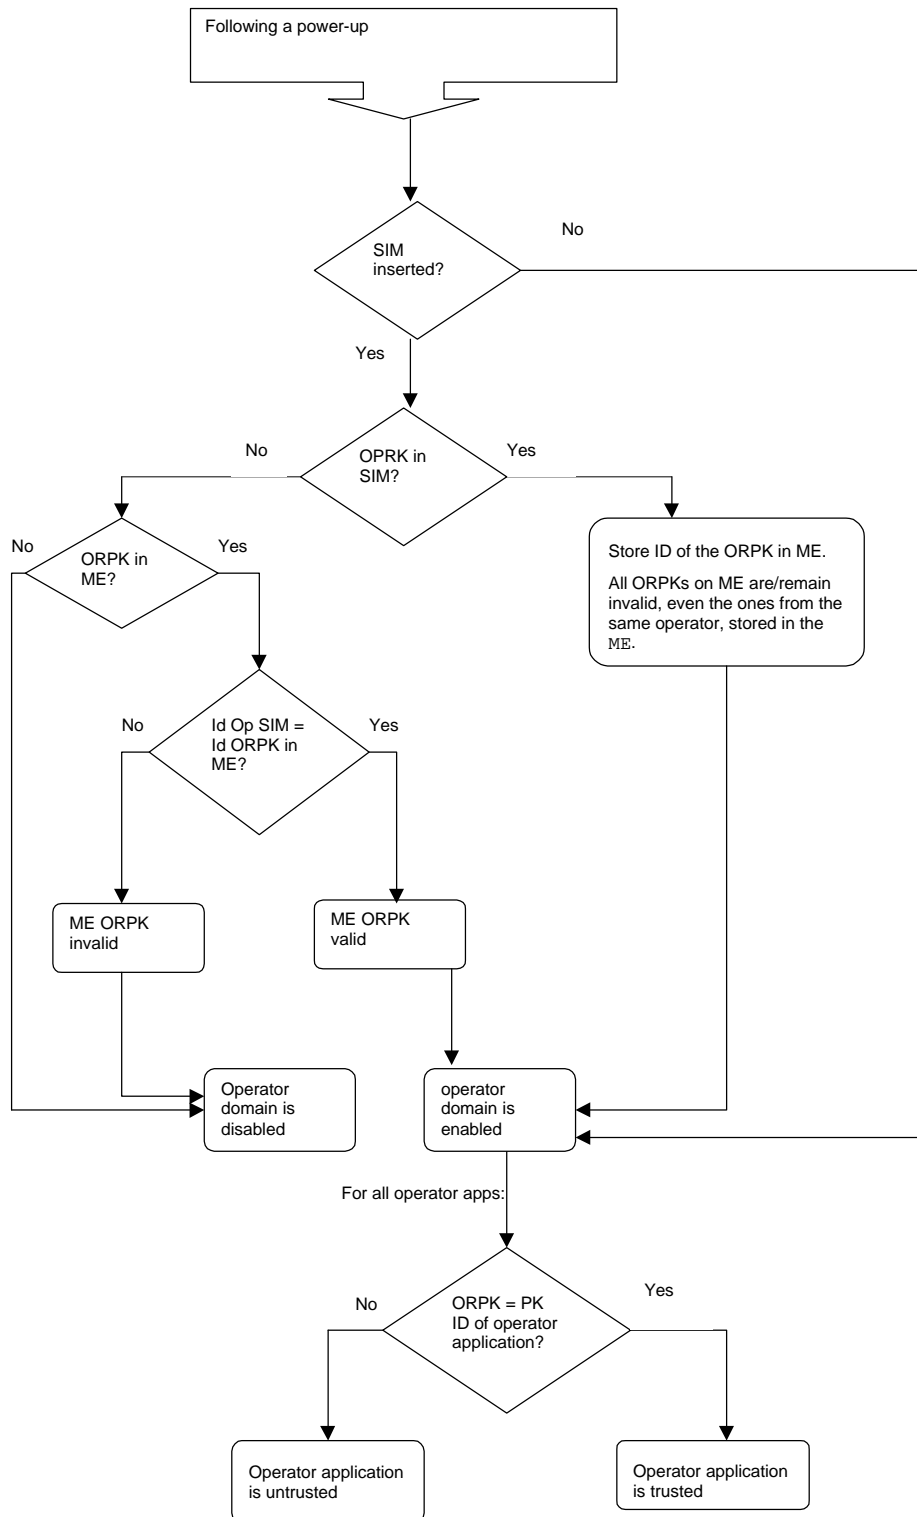 Following a power-up
No
SIM
inserted?
Yes
No
OPRK in
SIM?
Yes
No
ORPK in
ME?
Yes
Store ID of the ORPK in ME.
All ORPKs on ME are/remain
invalid, even the ones from the
same operator, stored in the
ME.
No
Id Op SIM =
Id ORPK in
ME?
Yes
ME ORPK
invalid
ME ORPK
valid
Operator
domain is
disabled
operator
domain is
enabled
For all operator apps:
No
ORPK = PK
ID of operator
application?
Yes
Operator application
is untrusted
Operator application
is trusted